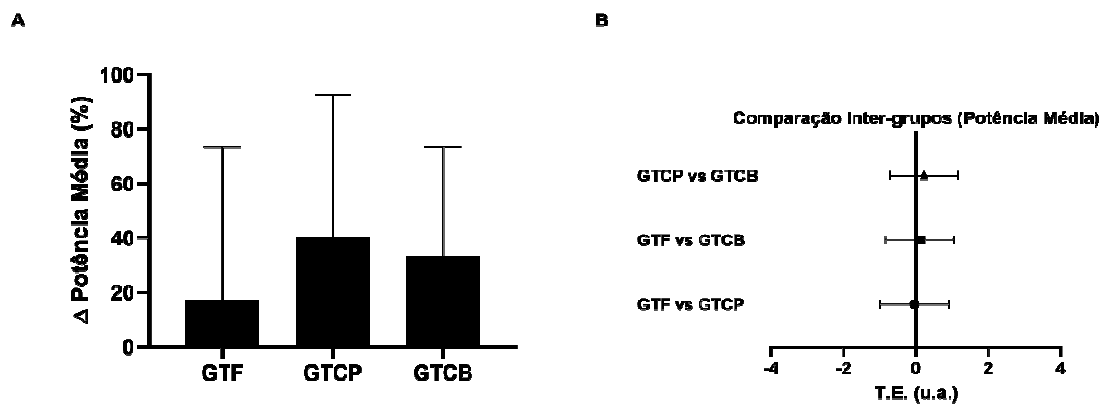 A
Δ Potência Média (%)
100
80
60
40
20
0
GTF GTCP GTCB
B
Comparação Inter-grupos (Potência Média)
GTCP vs GTCB
GTF vs GTCB
GTF vs GTCP
-4 -2 0 2 4
T.E. (u.a.)